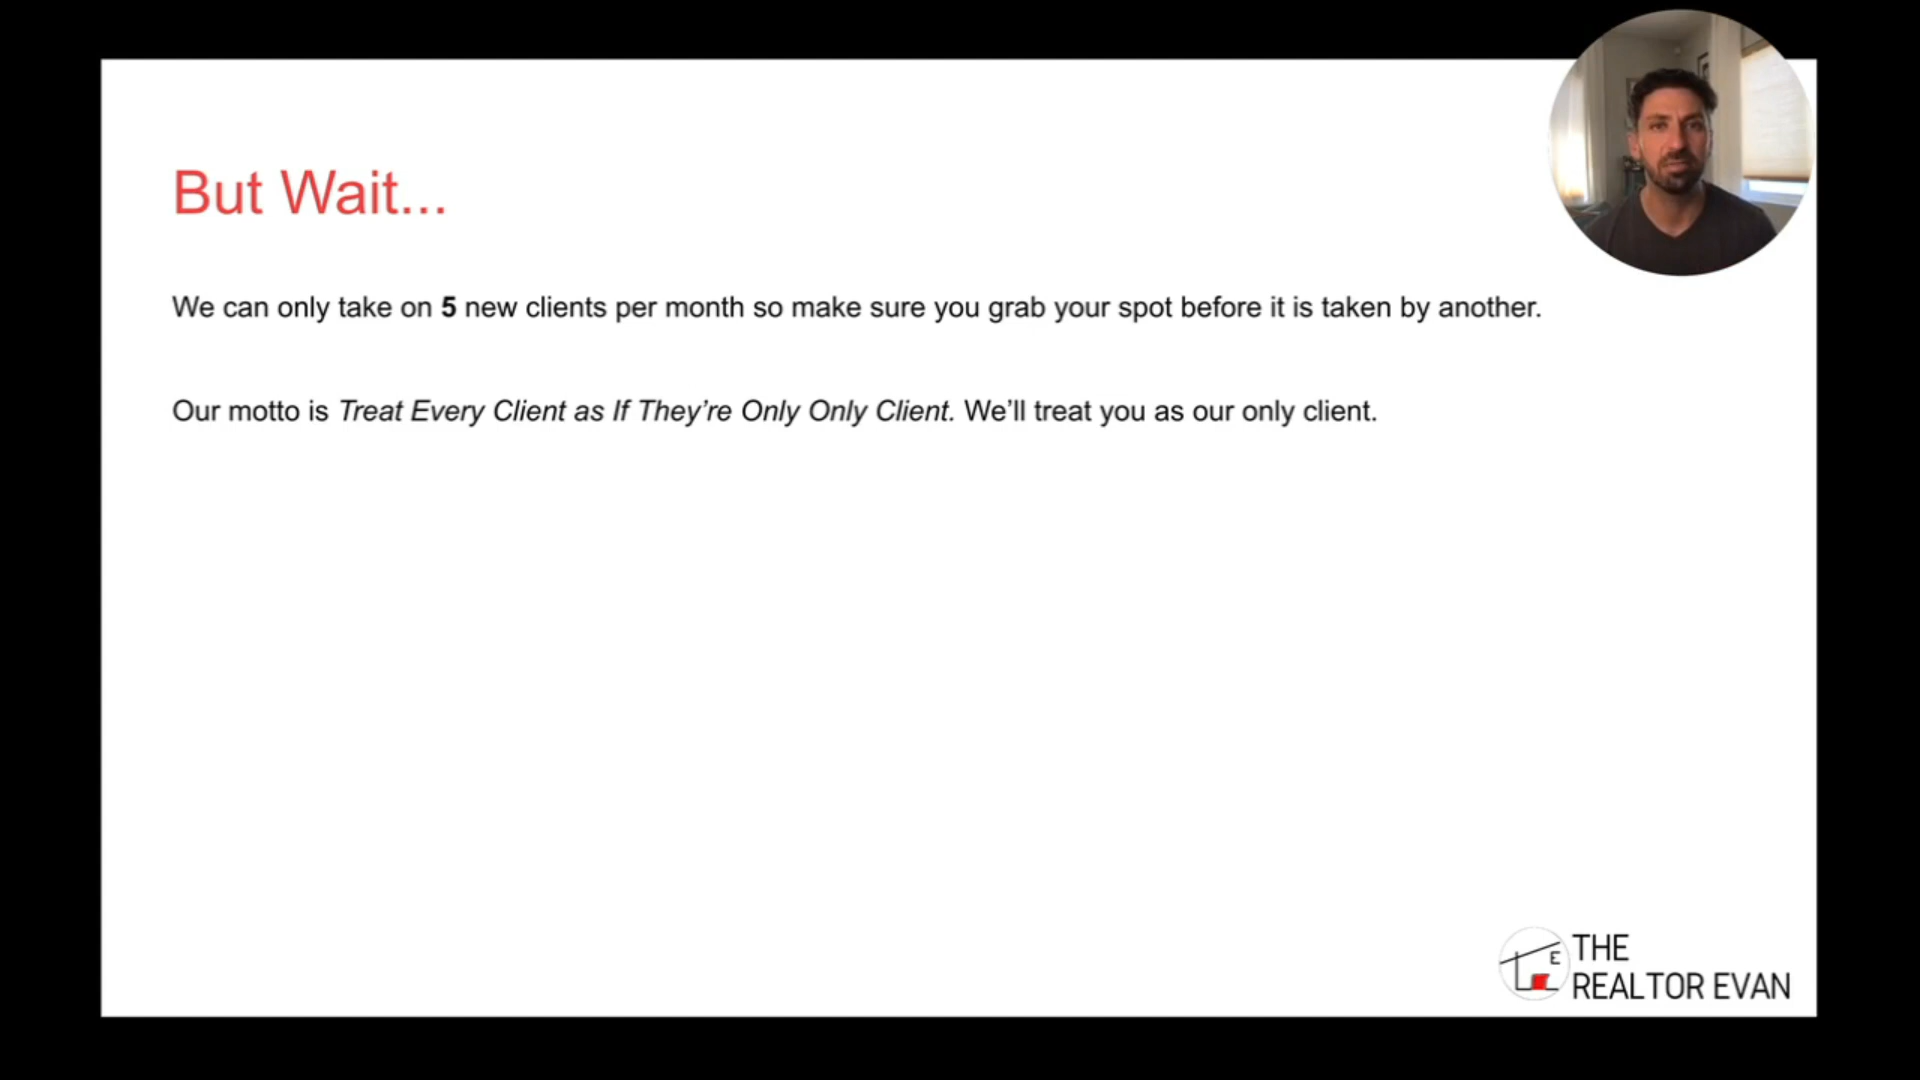 But Wait...
We can only take on 5 new clients per month so make sure you grab your spot before it is taken by another.
Our motto is Treat Every Client as If They’re Only Only Client. We’ll treat you as our only client.
E
THE
REALTOR EVAN